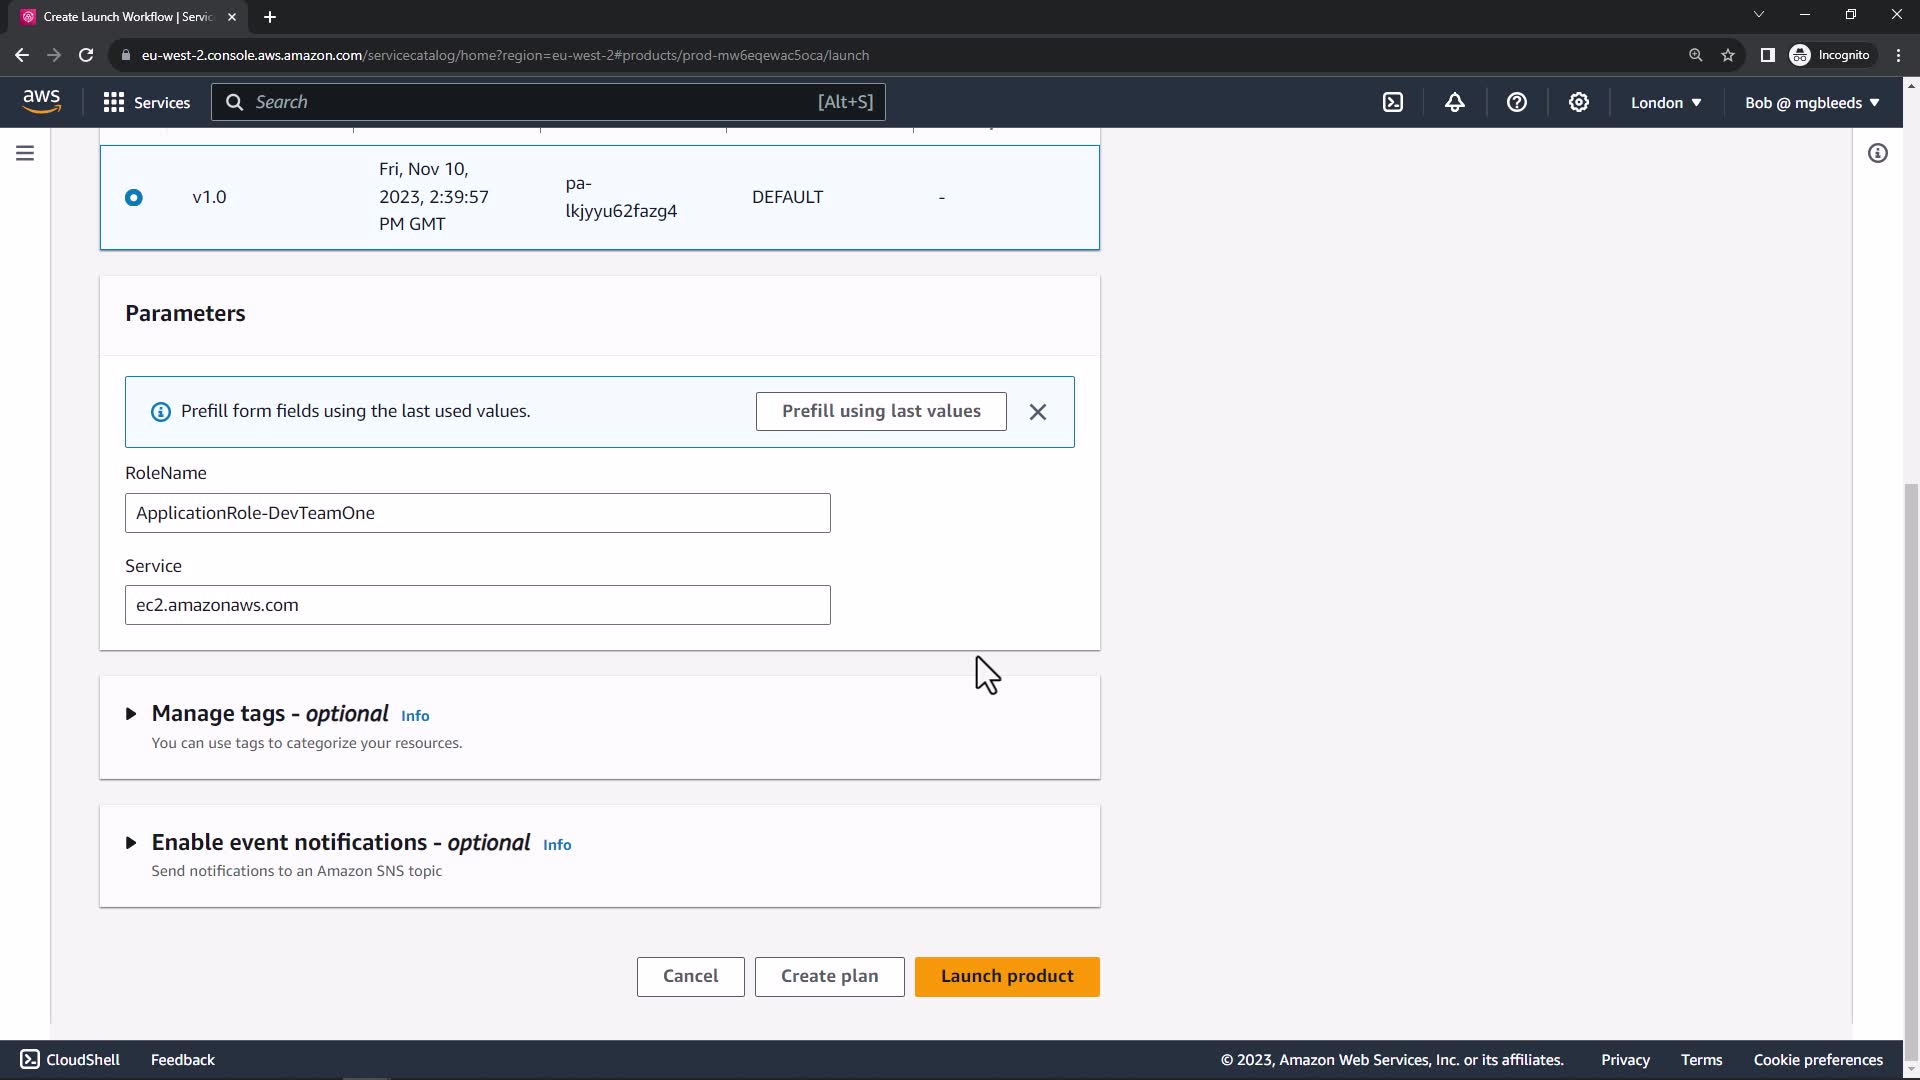 Create Launch Workflow | Servic
eu-west-2.console.aws.amazon.com/servicecatalog/home?region=eu-west-2#products/prod-mw6eqewac5oca/launch
Incognito
aws
Services
Search
[Alt+S]
London
Bob @ mgbleeds
v1.0
Fri, Nov 10,
2023, 2:39:57
PM GMT
pa-
lkjyyu62fazg4
DEFAULT
-
Parameters
Prefill form fields using the last used values.
Prefill using last values
RoleName
ApplicationRole-DevTeamOne
Service
ec2.amazonaws.com
Manage tags - optional Info
You can use tags to categorize your resources.
Enable event notifications - optional Info
Send notifications to an Amazon SNS topic
Cancel
Create plan
Launch product
CloudShell
Feedback
© 2023, Amazon Web Services, Inc. or its affiliates.
Privacy
Terms
Cookie preferences